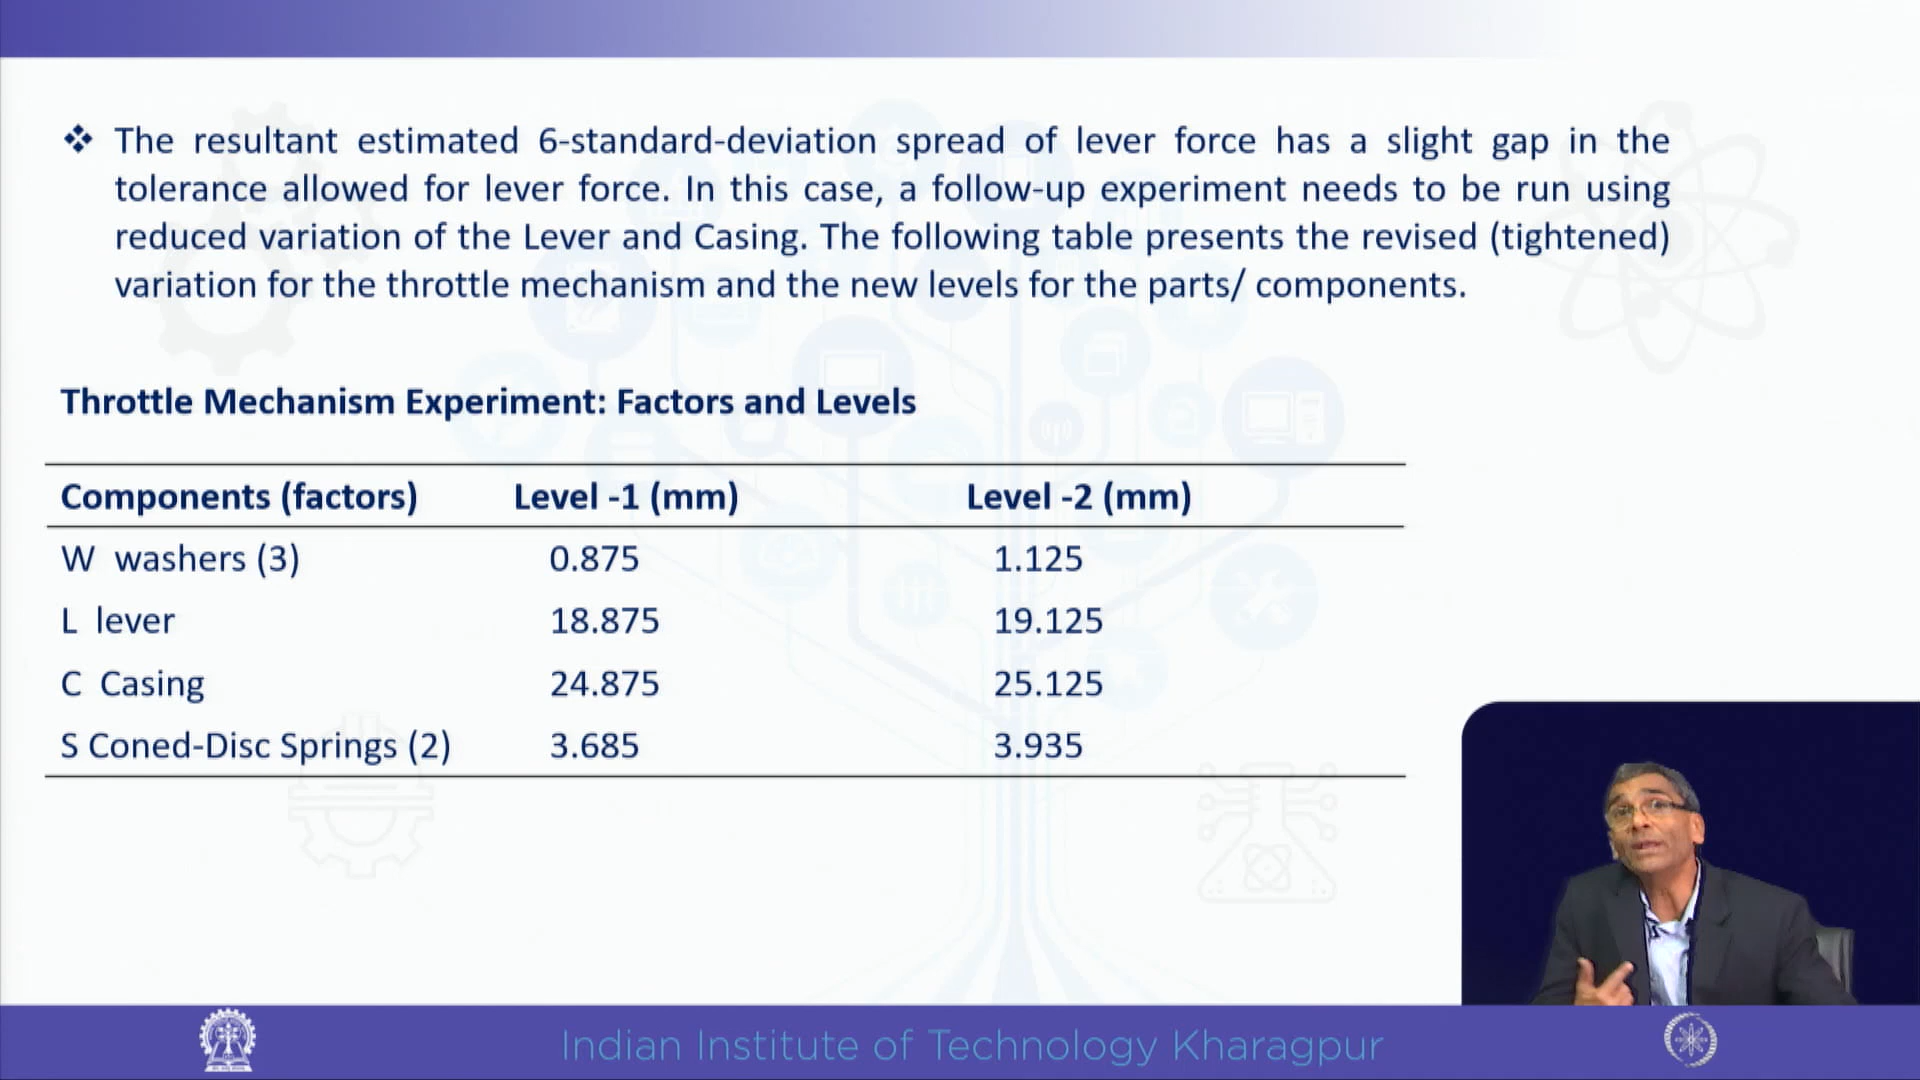 ❖ The resultant estimated 6-standard-deviation spread of lever force has a slight gap in the
tolerance allowed for lever force. In this case, a follow-up experiment needs to be run using
reduced variation of the Lever and Casing. The following table presents the revised (tightened)
variation for the throttle mechanism and the new levels for the parts/ components.
Throttle Mechanism Experiment: Factors and Levels
Components (factors) Level -1 (mm) Level -2 (mm)
W washers (3) 0.875 1.125
L lever 18.875 19.125
C Casing 24.875 25.125
S Coned-Disc Springs (2) 3.685 3.935
Indian Institute of Technology Kharagpur